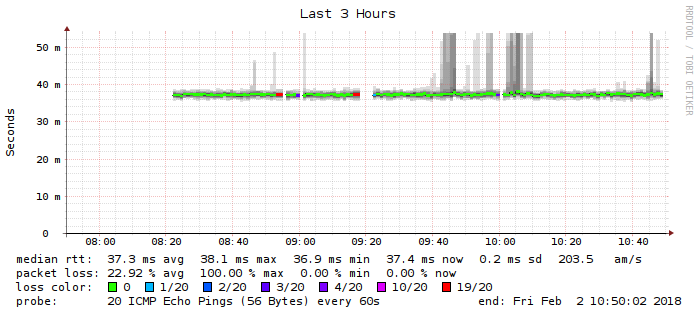 Last 3 Hours
RRDTOOL / TOBI OETIKER
Seconds
50 m
40 m
30 m
20 m
10 m
0
08:00 08:20 08:40 09:00 09:20 09:40 10:00 10:20 10:40
median rtt: 37.3 ms avg 38.1 ms max 36.9 ms min 37.4 ms now 0.2 ms sd 203.5 am/s
packet loss: 22.92 % avg 100.00 % max 0.00 % min 0.00 % now
loss color: 0 1/20 2/20 3/20 4/20 10/20 19/20
probe: 20 ICMP Echo Pings (56 Bytes) every 60s end: Fri Feb 2 10:50:02 2018